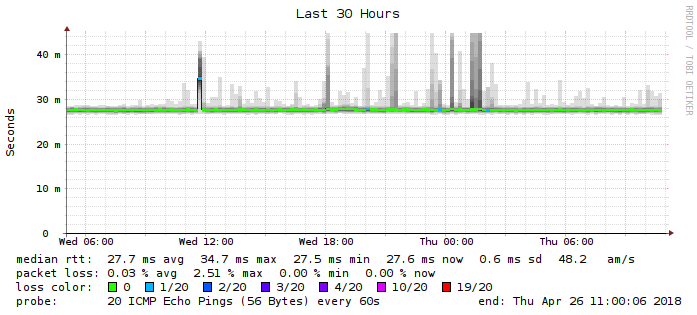 Last 30 Hours
RRDTOOL / TOBI OETIKER
Seconds
40 m
30 m
20 m
10 m
0
Wed 06:00 Wed 12:00 Wed 18:00 Thu 00:00 Thu 06:00
median rtt: 27.7 ms avg 34.7 ms max 27.5 ms min 27.6 ms now 0.6 ms sd 48.2 am/s
packet loss: 0.03 % avg 2.51 % max 0.00 % min 0.00 % now
loss color: 0 1/20 2/20 3/20 4/20 10/20 19/20
probe: 20 ICMP Echo Pings (56 Bytes) every 60s end: Thu Apr 26 11:00:06 2018